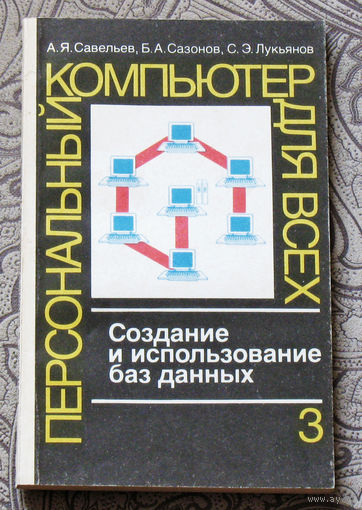 А.Я.Савельев, Б.А.Сазонов, С.Э.Лукьянов
ПЕРСОНАЛЬНЫЙ
КОМПЬЮТЕР
ДЛЯ ВСЕХ
Создание
и использование
баз данных
3